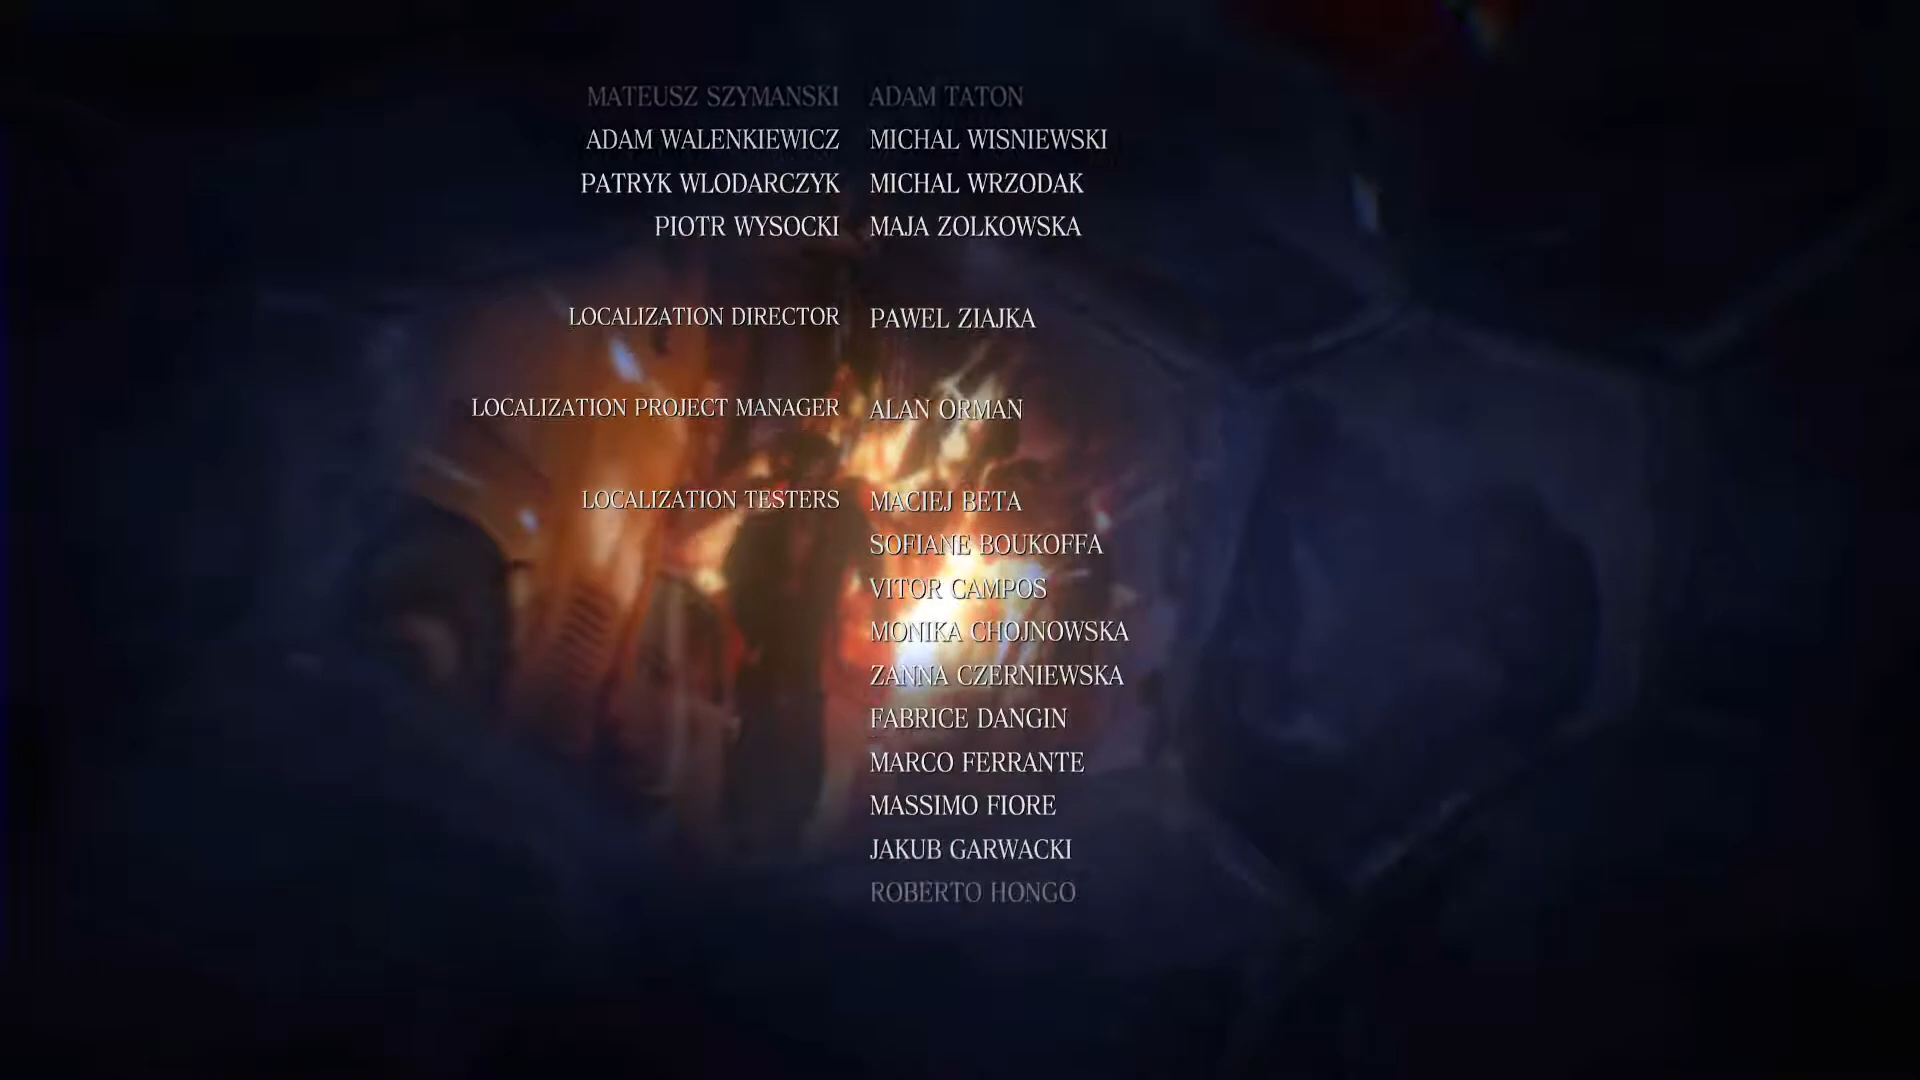 MATEUSZ SZYMANSKI ADAM TATON
ADAM WALENKIEWICZ MICHAL WISNIEWSKI
PATRYK WLODARCZYK MICHAL WRZODAK
PIOTR WYSOCKI MAJA ZOLKOWSKA
LOCALIZATION DIRECTOR PAWEL ZIAJKA
LOCALIZATION PROJECT MANAGER ALAN ORMAN
LOCALIZATION TESTERS MACIEJ BETA
SOFIANE BOUKOFFA
VITOR CAMPOS
MONIKA CHOJNOWSKA
ZANNA CZERNIEWSKA
FABRICE DANGIN
MARCO FERRANTE
MASSIMO FIORE
JAKUB GARWACKI
ROBERTO HONGO